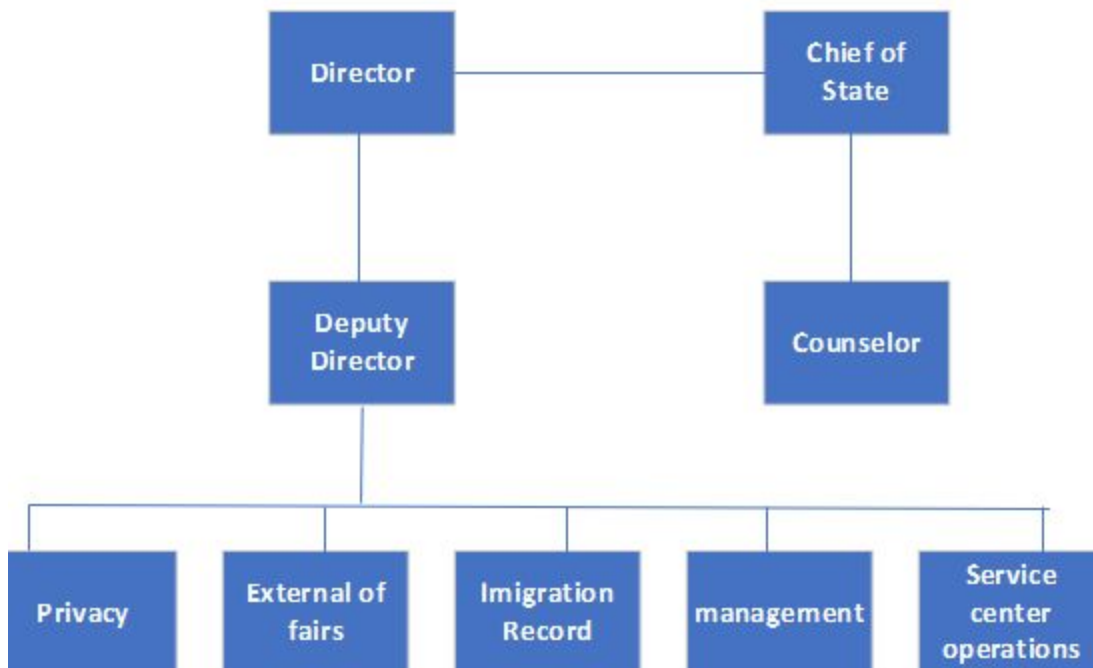 Director
Chief of
State
Deputy
Director
Counselor
Privacy
External of
fairs
Imigration
Record
management
Service
center
operations